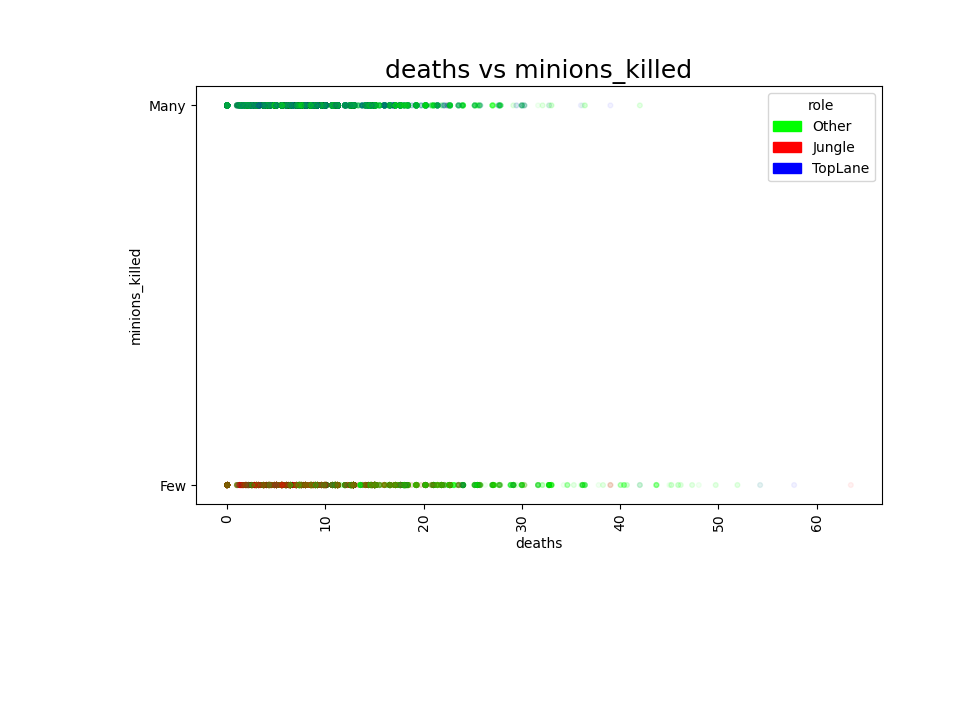 deaths vs minions_killed
Many
role
Other
Jungle
TopLane
minions_killed
Few
0
10
20
30
40
50
60
deaths